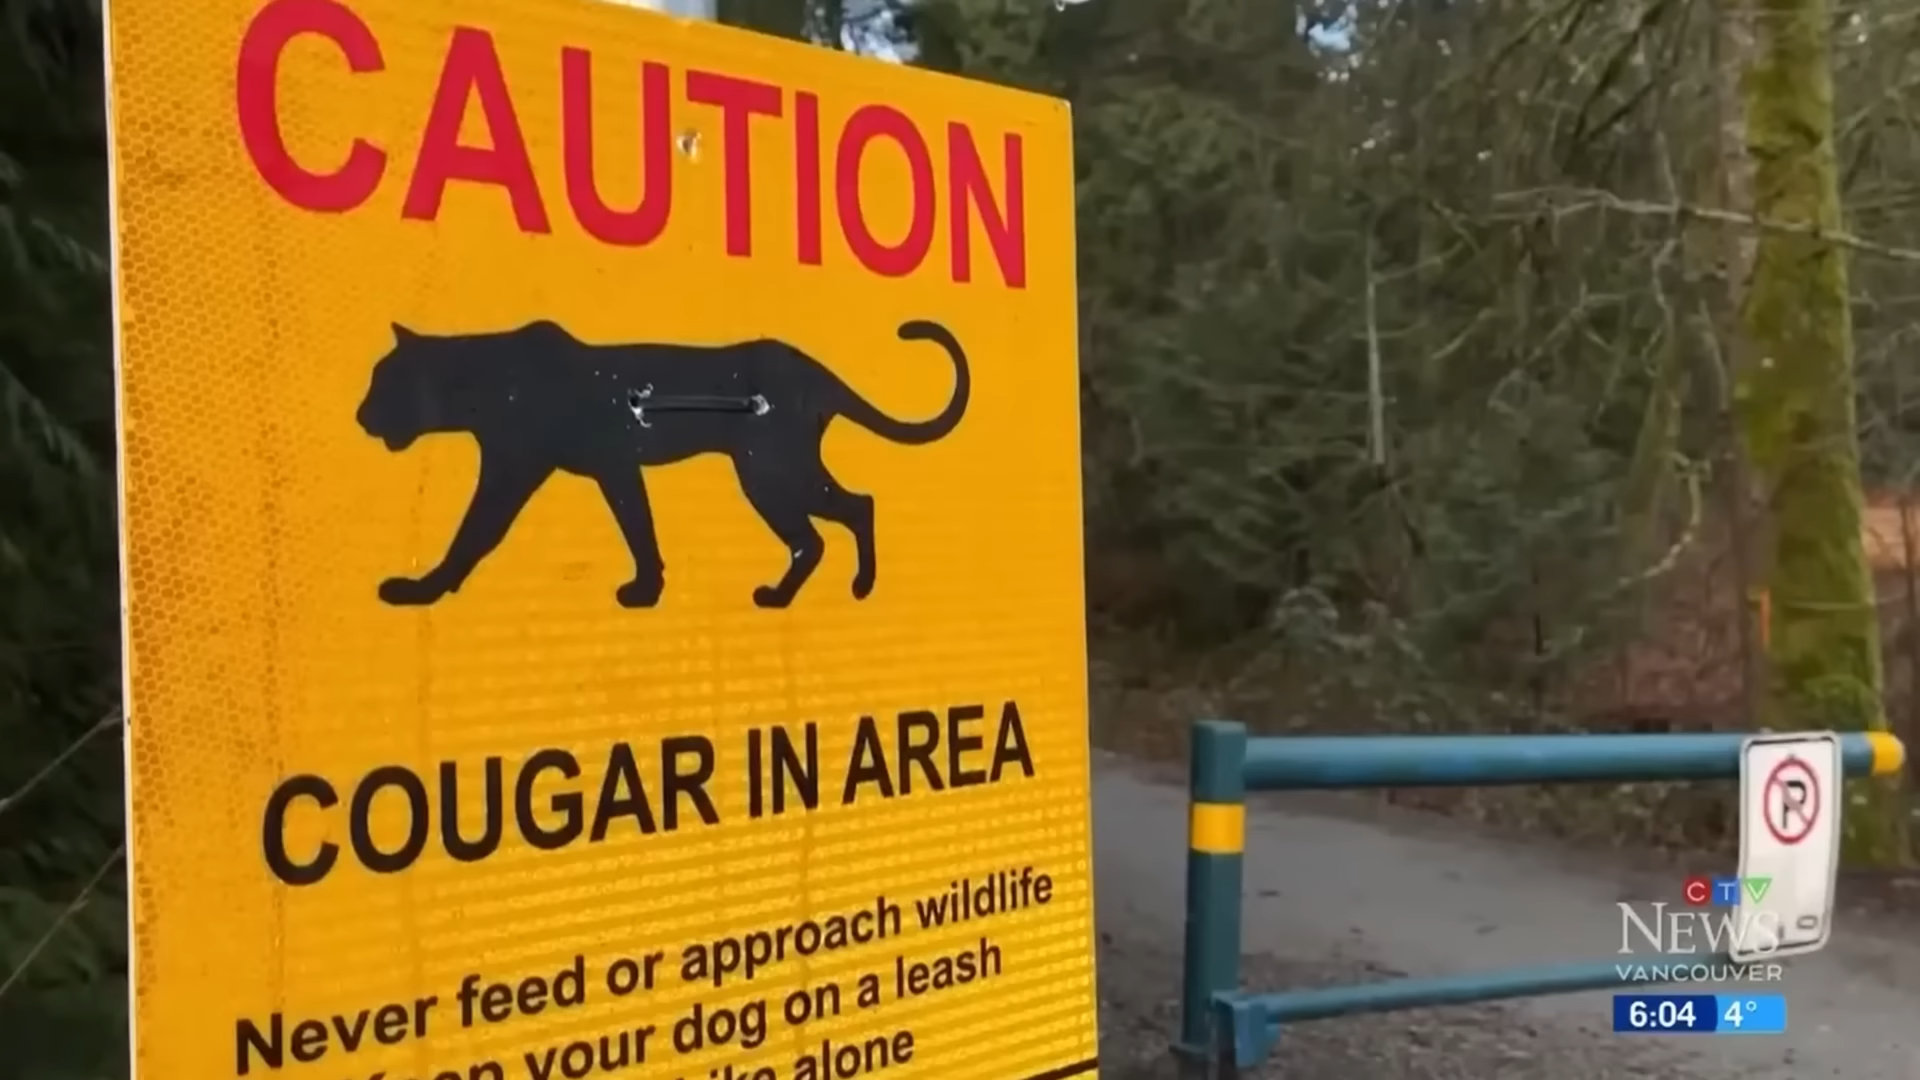 CAUTION
COUGAR IN AREA
Never feed or approach wildlife
Keep your dog on a leash
alone
P
CTV
NEWS
VANCOUVER
6:04 4°